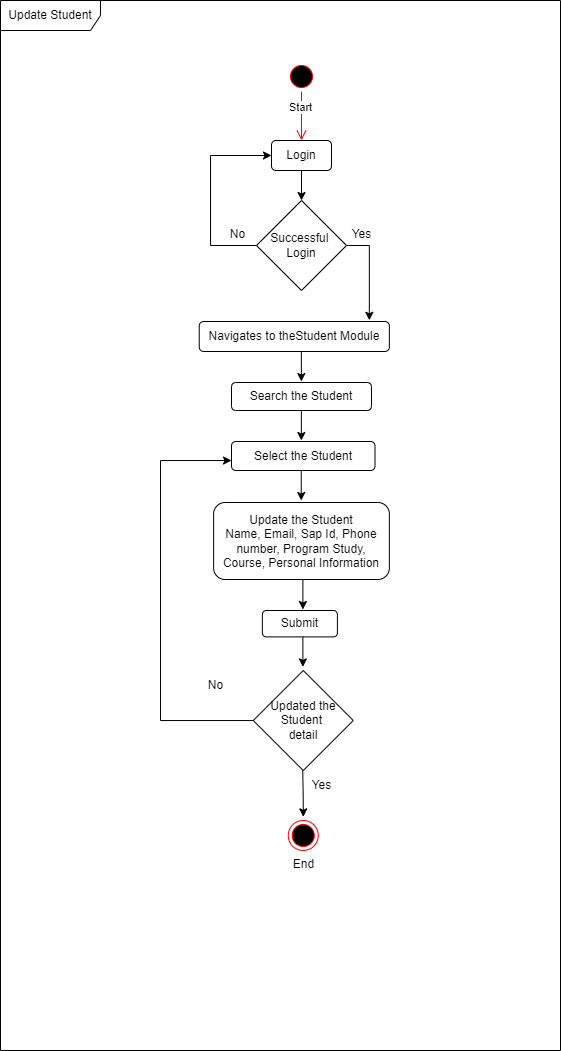 Update Student
Start
Login
No
Yes
Successful
Login
Navigates to theStudent Module
Search the Student
Select the Student
Update the Student
Name, Email, Sap Id, Phone
number, Program Study,
Course, Personal Information
Submit
No
Updated the
Student
detail
Yes
End